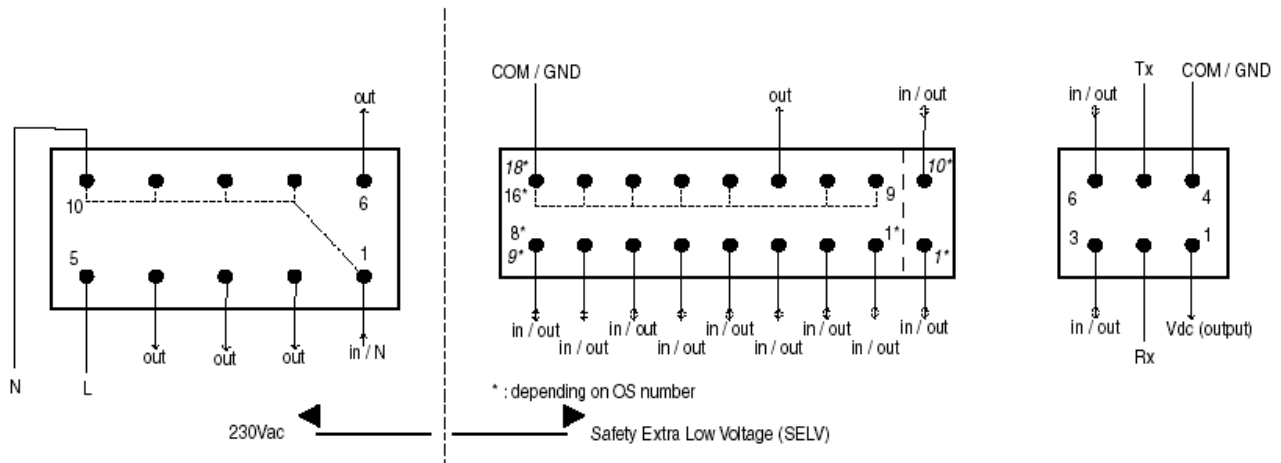 COM / GND
Tx
COM / GND
out
out
in / out
in / out
18*
10*
10
6
16*
9
6
4
5
1
8*
1*
3
1
9*
1*
in / out
in / out
in / out
in / out
in / out
in / out
Vdc (output)
out
out
out
in / N
in / out
in / out
in / out
in / out
Rx
N
L
* : depending on OS number
230Vac
Safety Extra Low Voltage (SELV)